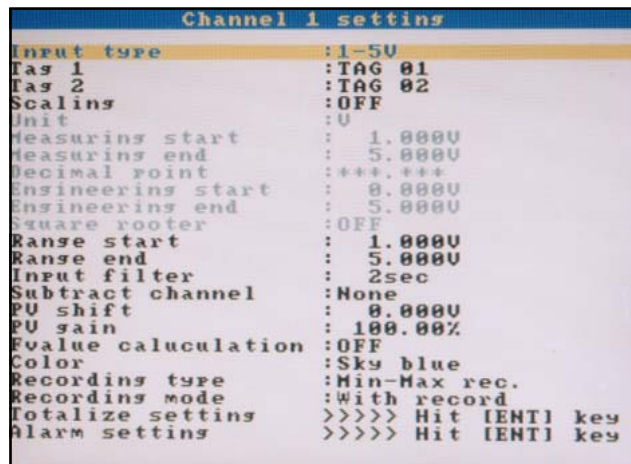 Channel 1 setting
Input type :1-5V
Tag 1 :TAG 01
Tag 2 :TAG 02
Scaling :OFF
Unit :V
Measuring start : 1.000V
Measuring end : 5.000V
Decimal point :***.***
Engineering start : 0.000V
Engineering end : 5.000V
Square rooter :OFF
Range start : 1.000V
Range end : 5.000V
Input filter : 2sec
Subtract channel :None
PV shift : 0.000V
PV gain : 100.00%
Fvalue caluculation :OFF
Color :Sky blue
Recording type :Min-Max rec.
Recording mode :With record
Totalize setting >>>>> Hit [ENT] key
Alarm setting >>>>> Hit [ENT] key